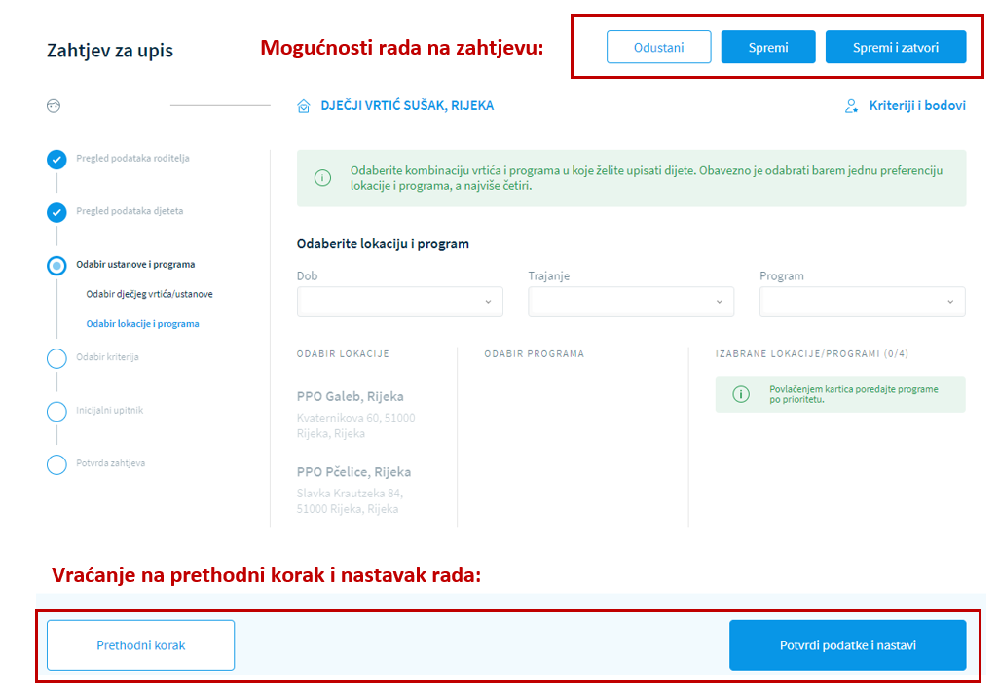 Zahtjev za upis
Mogućnosti rada na zahtjevu:
Odustani
Spremi
Spremi i zatvori
DJEČJI VRTIĆ SUŠAK, RIJEKA
Kriteriji i bodovi
Pregled podataka roditelja
Pregled podataka djeteta
Odabir ustanove i programa
Odabir dječjeg vrtića/ustanove
Odabir lokacije i programa
Odabir kriterija
Inicijalni upitnik
Potvrda zahtjeva
Odaberite kombinaciju vrtića i programa u koje želite upisati dijete. Obavezno je odabrati barem jednu preferenciju
lokacije i programa, a najviše četiri.
Odaberite lokaciju i program
Dob
Trajanje
Program
ODABIR LOKACIJE
PPO Galeb, Rijeka
Kvaternikova 60, 51000
Rijeka, Rijeka
PPO Pčelice, Rijeka
Slavka Krautzeka 84,
51000 Rijeka, Rijeka
ODABIR PROGRAMA
IZABRANE LOKACIJE/PROGRAMI (0/4)
Povlačenjem kartica poredajte programe
po prioritetu.
Vraćanje na prethodni korak i nastavak rada:
Prethodni korak
Potvrdi podatke i nastavi